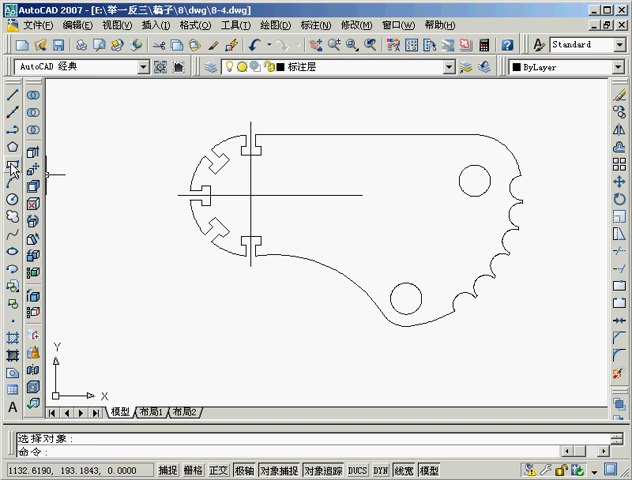 AutoCAD 2007 - [E:\举一反三\稿子\8\dwg\8-4.dwg]
文件(F) 编辑(E) 视图(V) 插入(I) 格式(O) 工具(T) 绘图(D) 标注(N) 修改(M) 窗口(W) 帮助(H)
A Standard
AutoCAD 经典 标注层 ByLayer
Y
X
A
模型 布局1 布局2
选择对象:
命令:
1132.6190, 193.1843, 0.0000 捕捉 栅格 正交 极轴 对象捕捉 对象追踪 DUCS DYN 线宽 模型